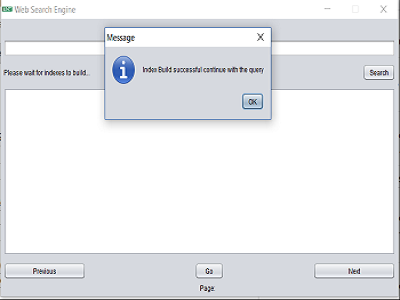 Web Search Engine
Message
X
Index Build successful continue with the query
OK
Please wait for indexes to build..
Search
Previous
Go
Next
Page: